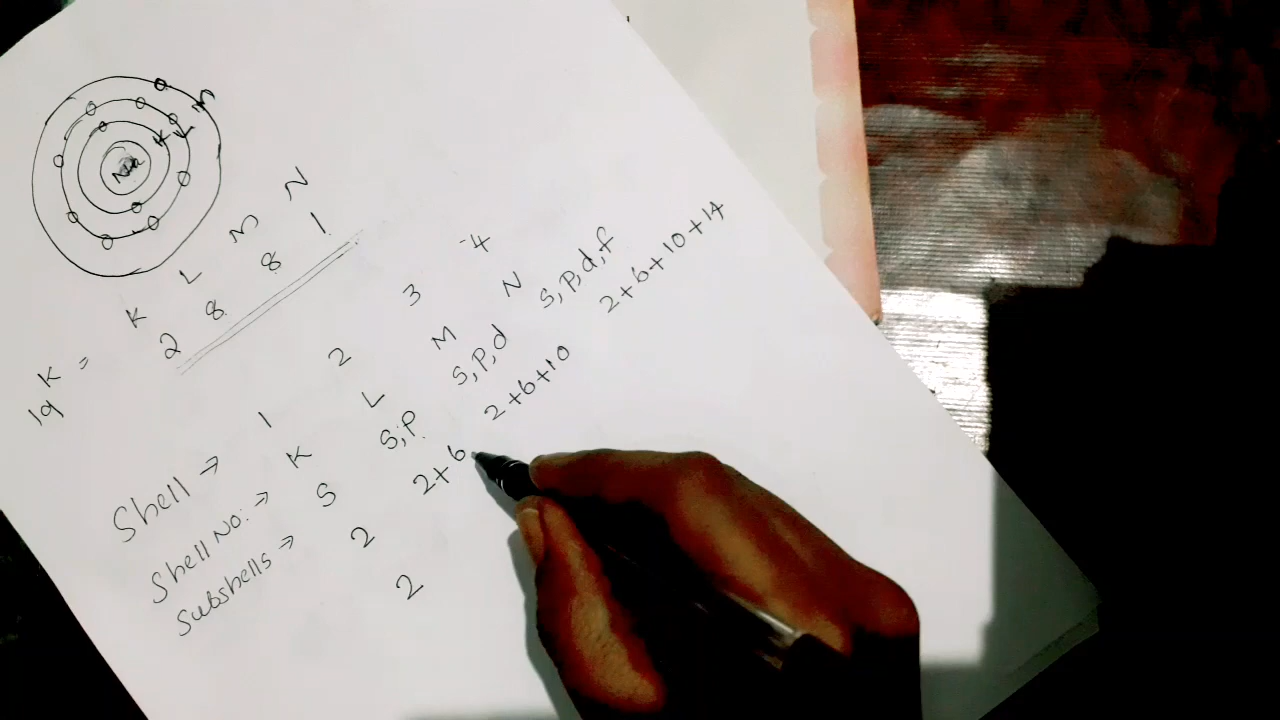 Na K L M
K L M N
19 K = 2 8 8 1
Shell → 1 2 3 4
Shell No: → K L M N
Subshells → S S,P S,P,d S,P,d,f
2 2+6 2+6+10 2+6+10+14
2